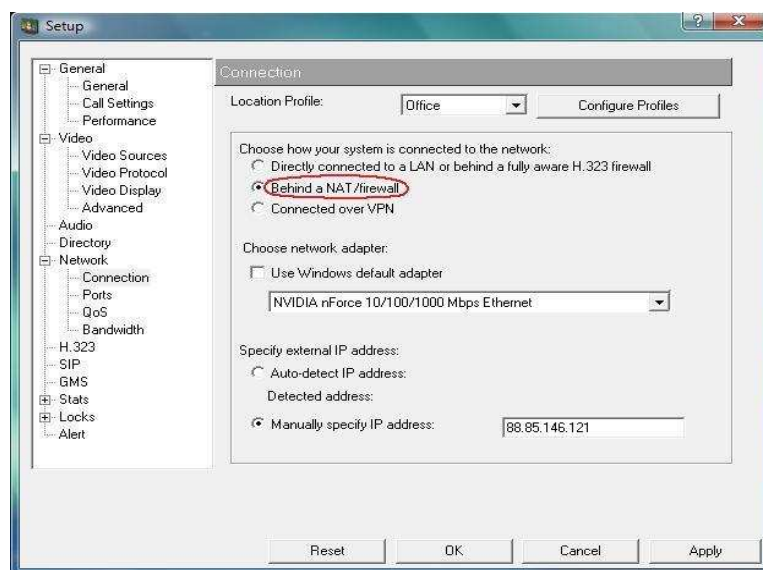 Setup
General
General
Call Settings
Performance
Video
Video Sources
Video Protocol
Video Display
Advanced
Audio
Directory
Network
Connection
Ports
QoS
Bandwidth
H.323
SIP
GMS
Stats
Locks
Alert
Connection
Location Profile: Office Configure Profiles
Choose how your system is connected to the network:
Directly connected to a LAN or behind a fully aware H.323 firewall
Behind a NAT/firewall
Connected over VPN
Choose network adapter:
Use Windows default adapter
NVIDIA nForce 10/100/1000 Mbps Ethernet
Specify external IP address:
Auto-detect IP address:
Detected address:
Manually specify IP address: 88.85.146.121
Reset OK Cancel Apply